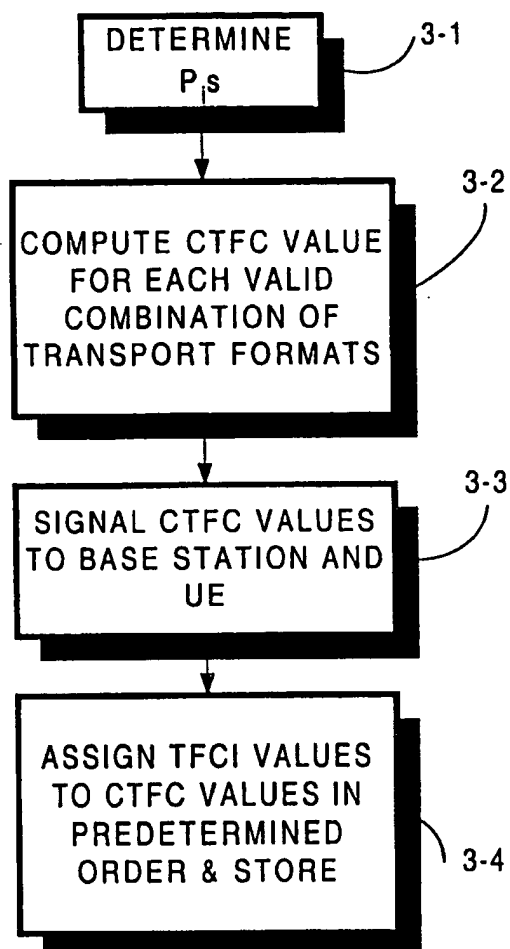 DETERMINE
Pis
3-1
COMPUTE CTFC VALUE
FOR EACH VALID
COMBINATION OF
TRANSPORT FORMATS
3-2
SIGNAL CTFC VALUES
TO BASE STATION AND
UE
3-3
ASSIGN TFCI VALUES
TO CTFC VALUES IN
PREDETERMINED
ORDER & STORE
3-4